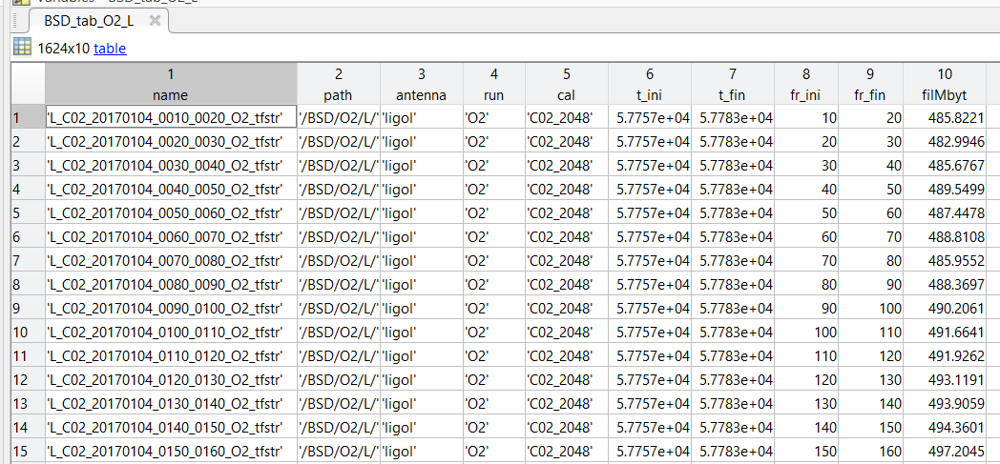 Variables - BSD_tab_O2_L
BSD_tab_O2_L
1624x10 table
1 2 3 4 5 6 7 8 9 10
name path antenna run cal t_ini t_fin fr_ini fr_fin filMbyt
1 'L_C02_20170104_0010_0020_O2_tfstr' '/BSD/O2/L/' 'ligol' 'O2' 'C02_2048' 5.7757e+04 5.7783e+04 10 20 485.8221
2 'L_C02_20170104_0020_0030_O2_tfstr' '/BSD/O2/L/' 'ligol' 'O2' 'C02_2048' 5.7757e+04 5.7783e+04 20 30 482.9946
3 'L_C02_20170104_0030_0040_O2_tfstr' '/BSD/O2/L/' 'ligol' 'O2' 'C02_2048' 5.7757e+04 5.7783e+04 30 40 485.6767
4 'L_C02_20170104_0040_0050_O2_tfstr' '/BSD/O2/L/' 'ligol' 'O2' 'C02_2048' 5.7757e+04 5.7783e+04 40 50 489.5499
5 'L_C02_20170104_0050_0060_O2_tfstr' '/BSD/O2/L/' 'ligol' 'O2' 'C02_2048' 5.7757e+04 5.7783e+04 50 60 487.4478
6 'L_C02_20170104_0060_0070_O2_tfstr' '/BSD/O2/L/' 'ligol' 'O2' 'C02_2048' 5.7757e+04 5.7783e+04 60 70 488.8108
7 'L_C02_20170104_0070_0080_O2_tfstr' '/BSD/O2/L/' 'ligol' 'O2' 'C02_2048' 5.7757e+04 5.7783e+04 70 80 485.9552
8 'L_C02_20170104_0080_0090_O2_tfstr' '/BSD/O2/L/' 'ligol' 'O2' 'C02_2048' 5.7757e+04 5.7783e+04 80 90 488.3697
9 'L_C02_20170104_0090_0100_O2_tfstr' '/BSD/O2/L/' 'ligol' 'O2' 'C02_2048' 5.7757e+04 5.7783e+04 90 100 490.2061
10 'L_C02_20170104_0100_0110_O2_tfstr' '/BSD/O2/L/' 'ligol' 'O2' 'C02_2048' 5.7757e+04 5.7783e+04 100 110 491.6641
11 'L_C02_20170104_0110_0120_O2_tfstr' '/BSD/O2/L/' 'ligol' 'O2' 'C02_2048' 5.7757e+04 5.7783e+04 110 120 491.9262
12 'L_C02_20170104_0120_0130_O2_tfstr' '/BSD/O2/L/' 'ligol' 'O2' 'C02_2048' 5.7757e+04 5.7783e+04 120 130 493.1191
13 'L_C02_20170104_0130_0140_O2_tfstr' '/BSD/O2/L/' 'ligol' 'O2' 'C02_2048' 5.7757e+04 5.7783e+04 130 140 493.9059
14 'L_C02_20170104_0140_0150_O2_tfstr' '/BSD/O2/L/' 'ligol' 'O2' 'C02_2048' 5.7757e+04 5.7783e+04 140 150 494.3601
15 'L_C02_20170104_0150_0160_O2_tfstr' '/BSD/O2/L/' 'ligol' 'O2' 'C02_2048' 5.7757e+04 5.7783e+04 150 160 497.2045